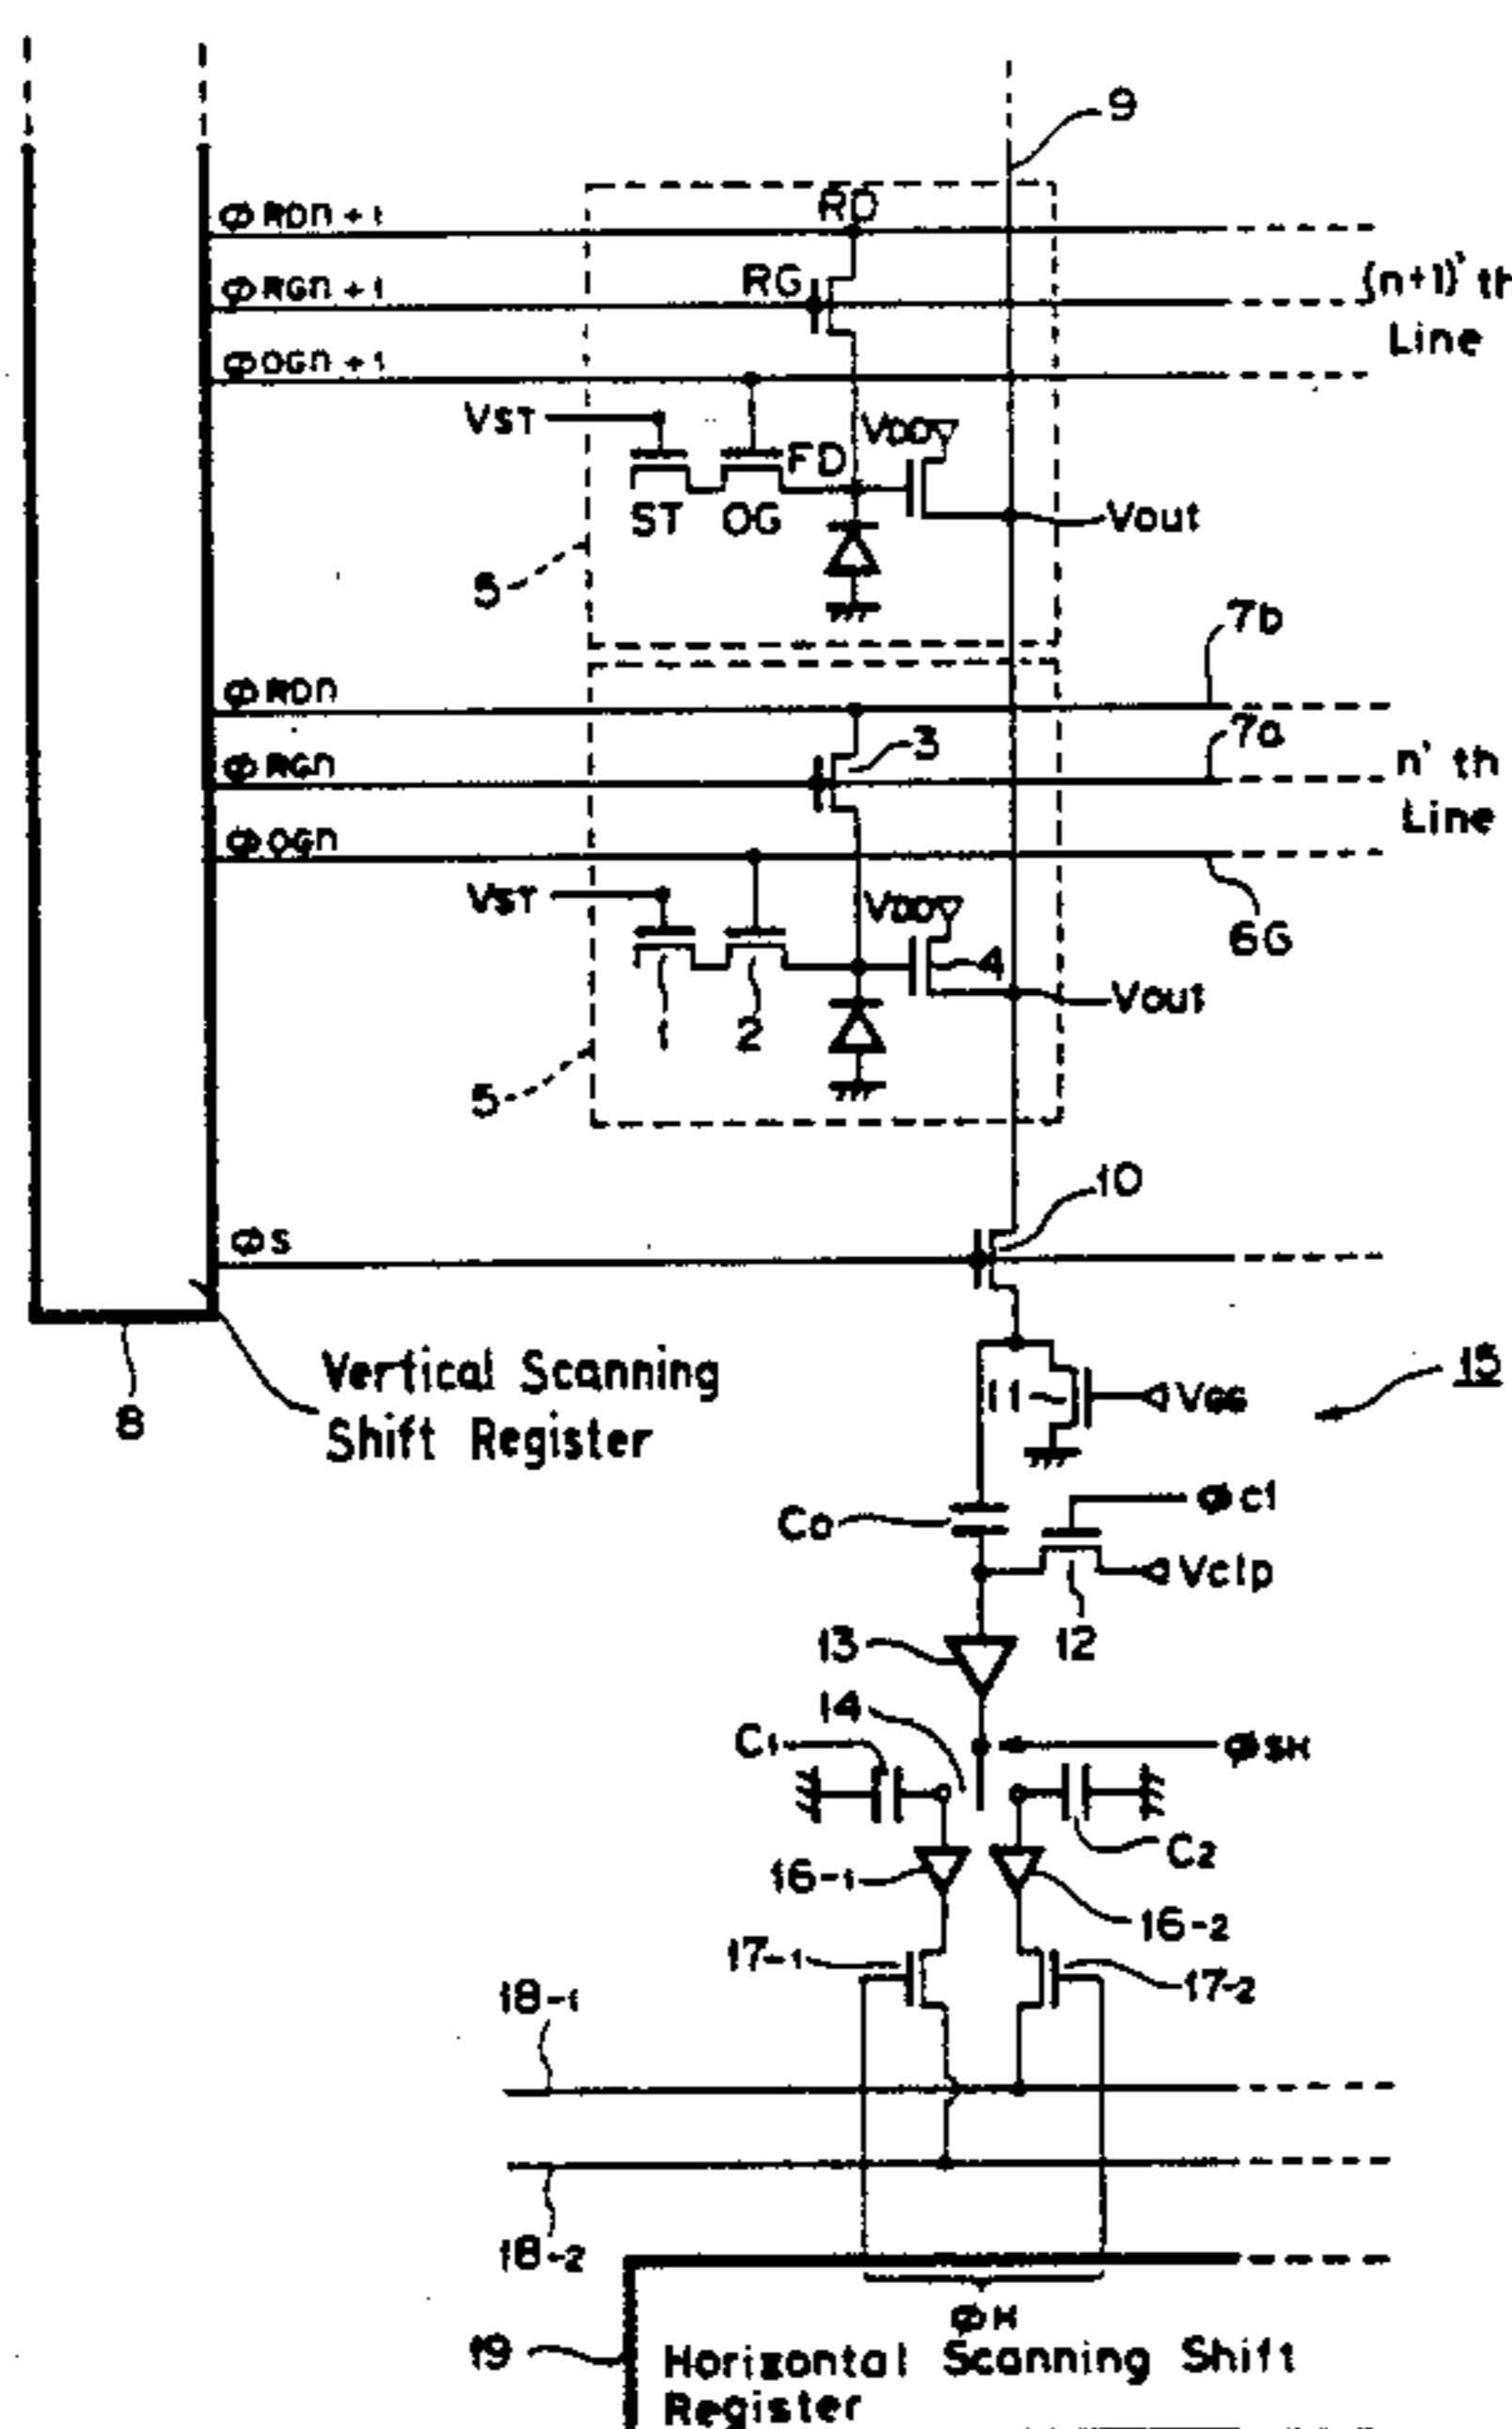 9
φRDn+1
RD
φRGn+1
RG
(n+1)'th
Line
φOGn+1
VST
VDD
FD
ST OG
Vout
5
7b
φRDn
7a
3
φRGn
n'th
Line
φOGn
VST
VDD
6G
4
Vout
1
2
5
10
φS
8
Vertical Scanning
Shift Register
11
15
φc1
Co
Vclp
13
12
14
C1
φSH
C2
16-1
16-2
17-1
17-2
18-1
18-2
φH
19
Horizontal Scanning Shift
Register